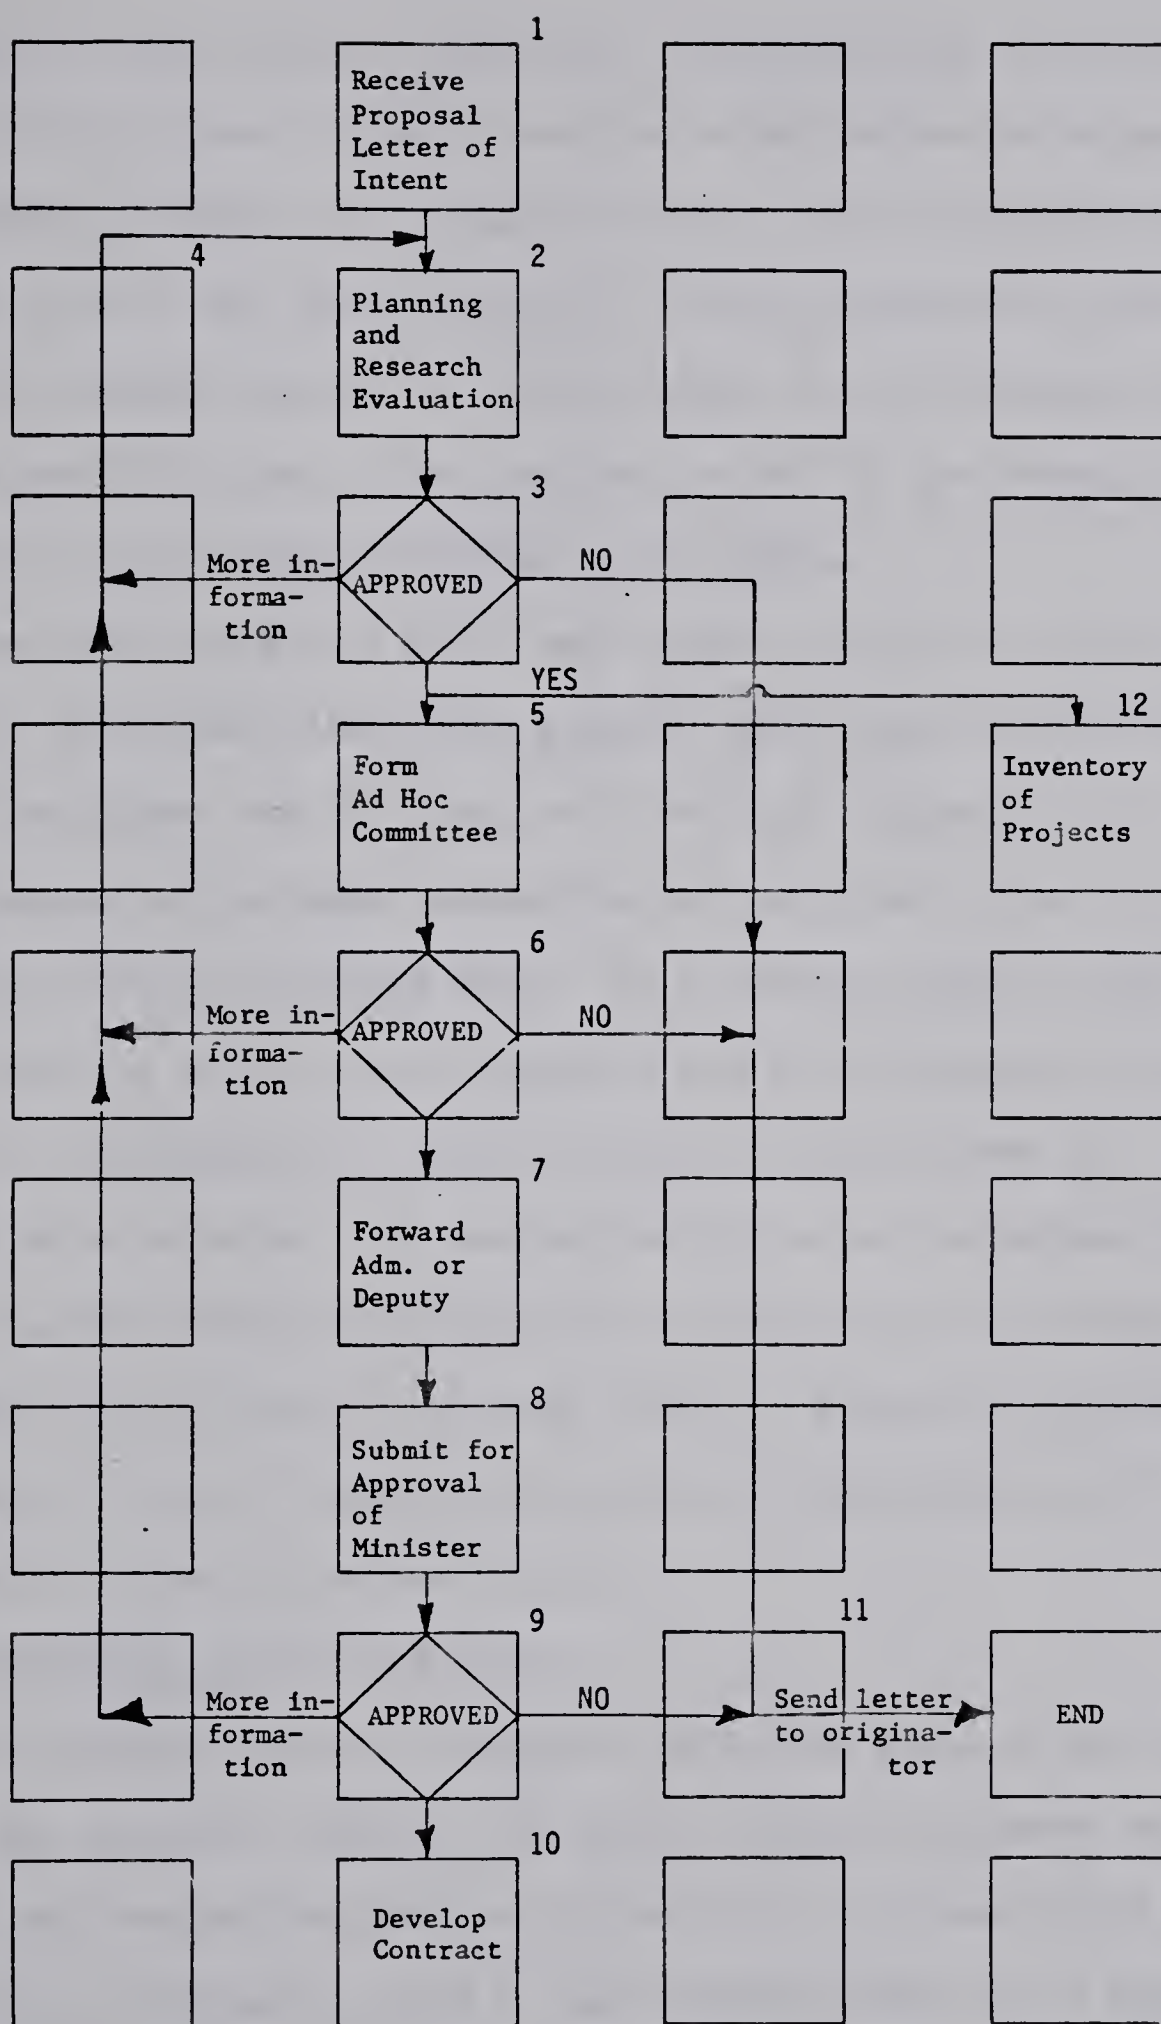 1
Receive
Proposal
Letter of
Intent
4
2
Planning
and
Research
Evaluation
3
More in-
forma-
tion
APPROVED
NO
YES
5
Form
Ad Hoc
Committee
12
Inventory
of
Projects
6
More in-
forma-
tion
APPROVED
NO
7
Forward
Adm. or
Deputy
8
Submit for
Approval
of
Minister
9
More in-
forma-
tion
APPROVED
NO
11
Send letter
to origina-
tor
END
10
Develop
Contract